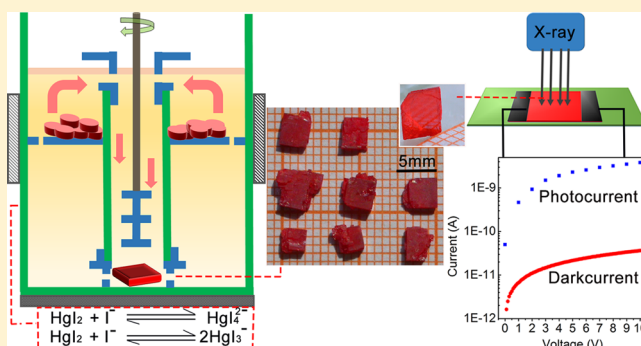 X-ray
5mm
Current (A)
1E-9
1E-10
1E-11
1E-12
Photocurrent
Darkcurrent
0 1 2 3 4 5 6 7 8 9 10
Voltage (V)
HgI₂ + I⁻ ⇌ HgI₄²⁻
HgI₂ + I⁻ ⇌ 2HgI₃⁻